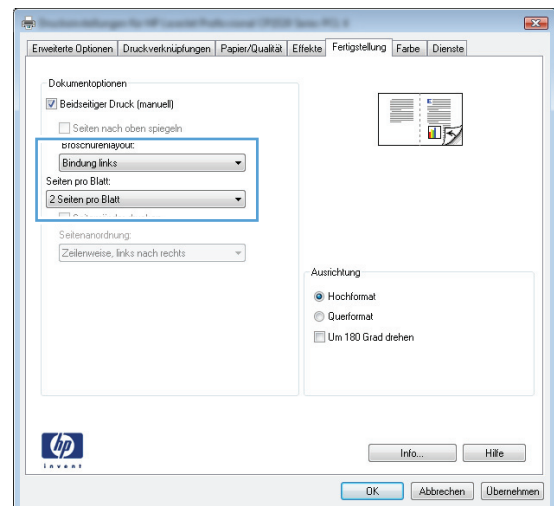 Erweiterte Optionen Druckverknüpfungen Papier/Qualität Effekte Fertigstellung Farbe Dienste
Dokumentoptionen
Beidseitiger Druck (manuell)
Seiten nach oben spiegeln
Broschürenlayout:
Bindung links
Seiten pro Blatt:
2 Seiten pro Blatt
Seitenanordnung:
Zeilenweise, links nach rechts
Ausrichtung
Hochformat
Querformat
Um 180 Grad drehen
hp
invent
Info... Hilfe
OK Abbrechen Übernehmen